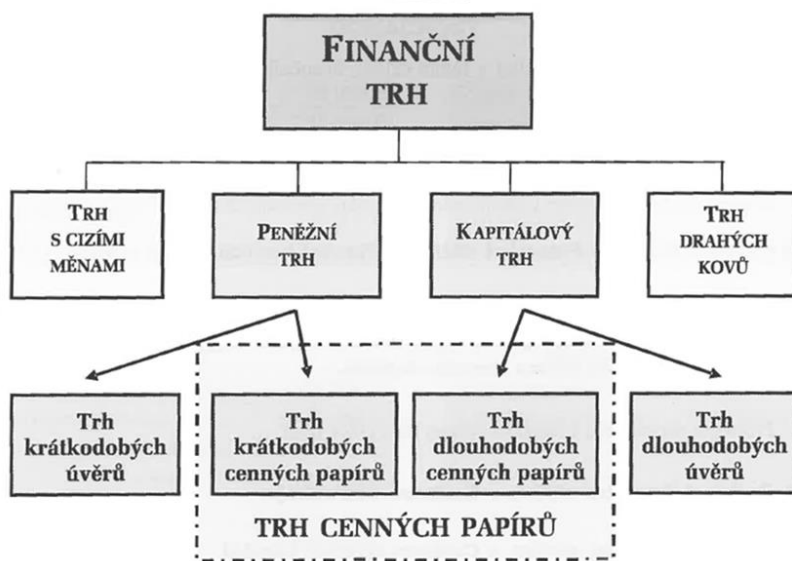 FINANČNÍ
TRH
TRH
S CIZÍMI
MĚNAMI
PENĚŽNÍ
TRH
KAPITÁLOVÝ
TRH
TRH
DRAHÝCH
KOVŮ
Trh
krátkodobých
úvěrů
Trh
krátkodobých
cenných papírů
Trh
dlouhodobých
cenných papírů
Trh
dlouhodobých
úvěrů
TRH CENNÝCH PAPÍRŮ